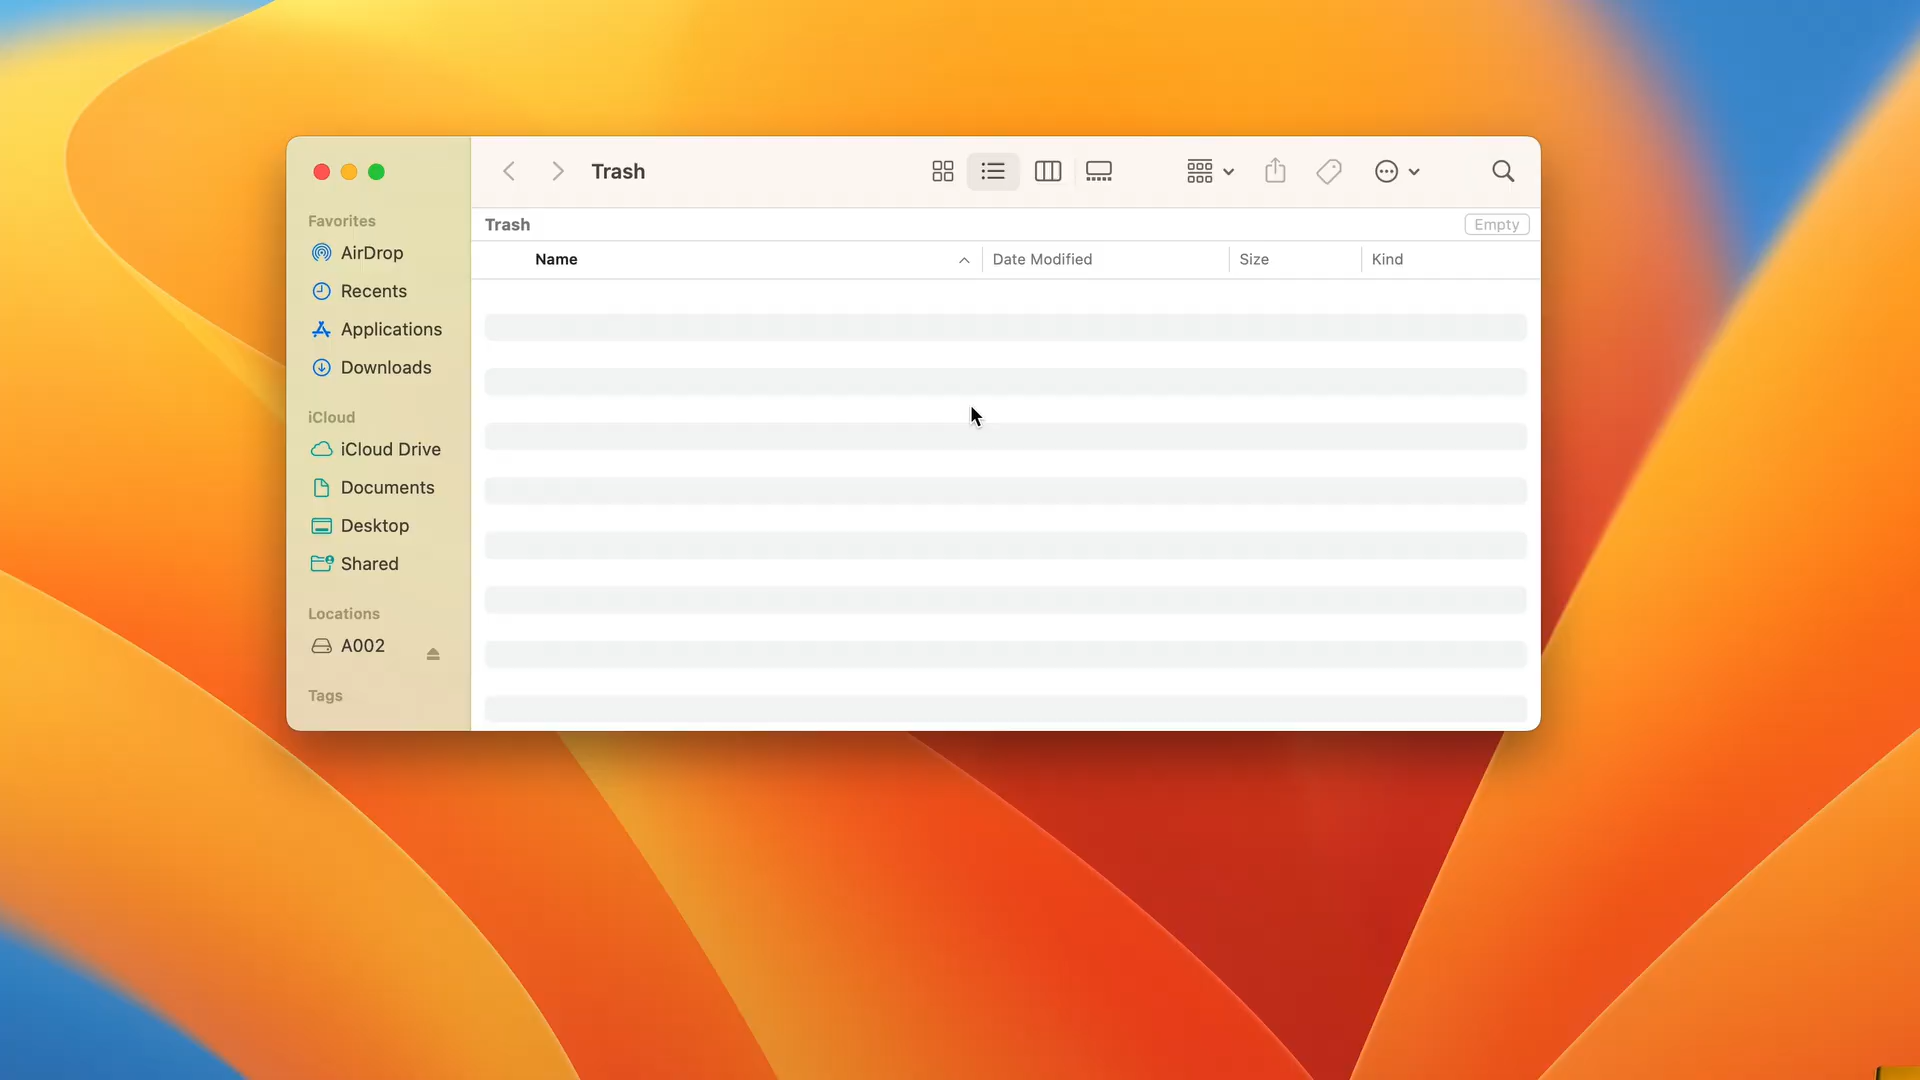 Trash
Favorites
AirDrop
Recents
Applications
Downloads
iCloud
iCloud Drive
Documents
Desktop
Shared
Locations
A002
Tags
Trash
Empty
Name
Date Modified
Size
Kind